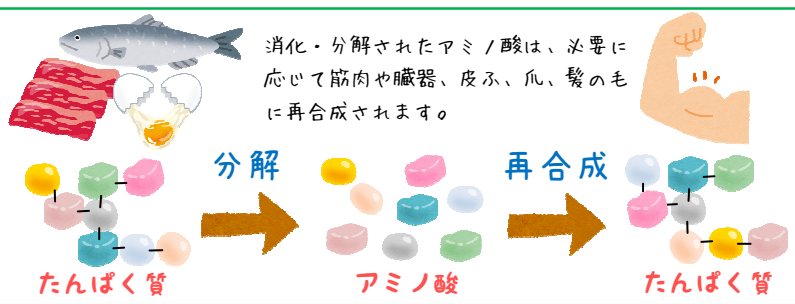 消化・分解されたアミノ酸は、必要に
応じて筋肉や臓器、皮ふ、爪、髪の毛
に再合成されます。
分解
再合成
たんぱく質
アミノ酸
たんぱく質